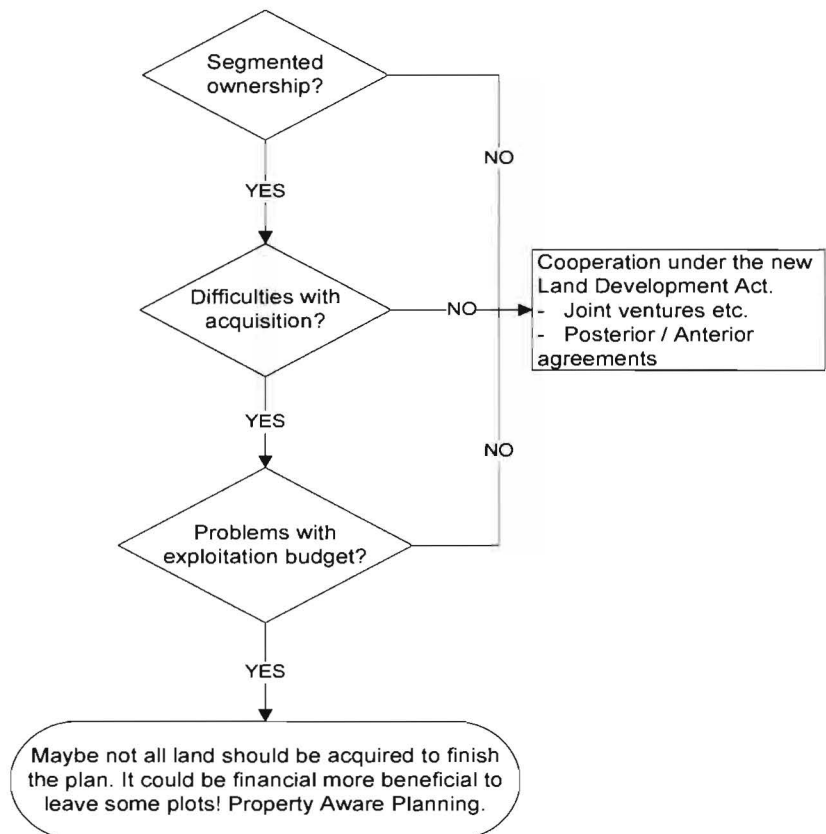 Segmented
ownership?
NO
YES
Cooperation under the new
Land Development Act.
- Joint ventures etc.
- Posterior / Anterior
agreements
Difficulties with
acquisition?
NO
YES
NO
Problems with
exploitation budget?
YES
Maybe not all land should be acquired to finish
the plan. It could be financial more beneficial to
leave some plots! Property Aware Planning.